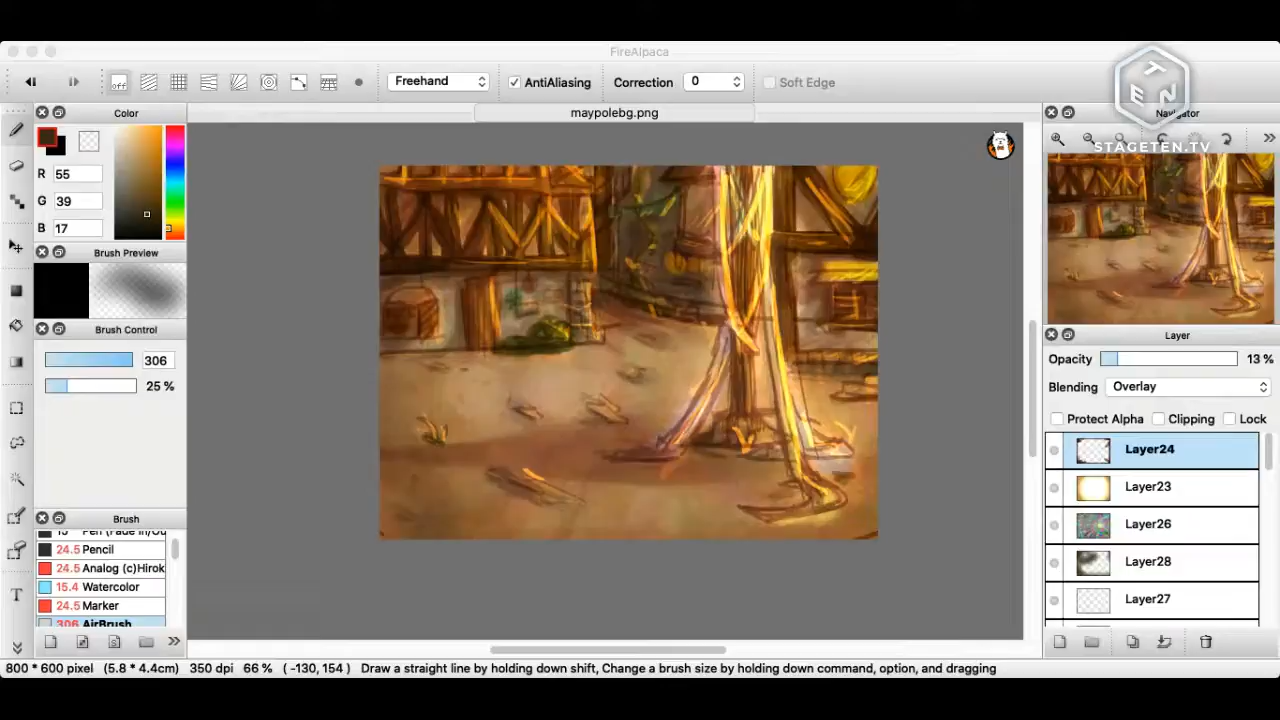 FireAlpaca
off
Freehand
AntiAliasing
Correction
0
Soft Edge
T
E N
STAGETEN.TV
Color
maypolebg.png
Navigator
R 55
G 39
B 17
Brush Preview
Brush Control
306
25 %
Brush
24.5 Pencil
24.5 Analog (c)Hirok
15.4 Watercolor
24.5 Marker
306 AirBrush
T
Layer
Opacity 13 %
Blending Overlay
Protect Alpha Clipping Lock
Layer24
Layer23
Layer26
Layer28
Layer27
800 * 600 pixel (5.8 * 4.4cm) 350 dpi 66 % ( -130, 154 ) Draw a straight line by holding down shift, Change a brush size by holding down command, option, and dragging